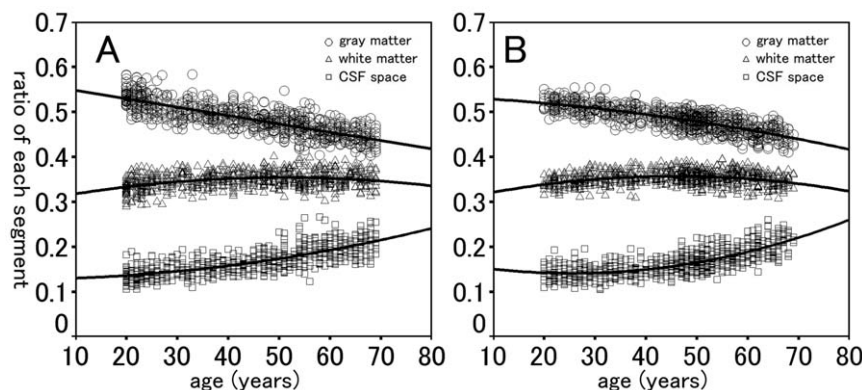 A
B
gray matter
white matter
CSF space
gray matter
white matter
CSF space
ratio of each segment
0.7
0.6
0.5
0.4
0.3
0.2
0.1
0
0.7
0.6
0.5
0.4
0.3
0.2
0.1
0
10 20 30 40 50 60 70 80
10 20 30 40 50 60 70 80
age (years)
age (years)